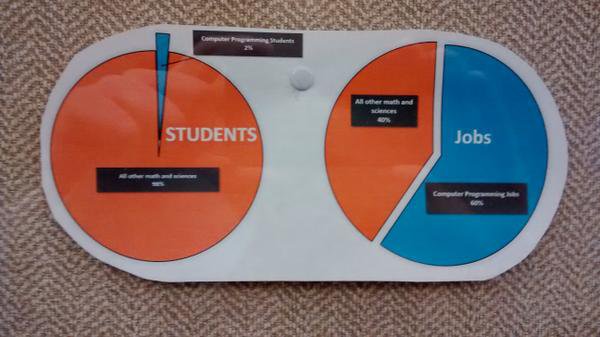 Computer Programming Students
2%
STUDENTS
All other math and sciences
98%
All other math and
sciences
40%
Jobs
Computer Programming Jobs
60%